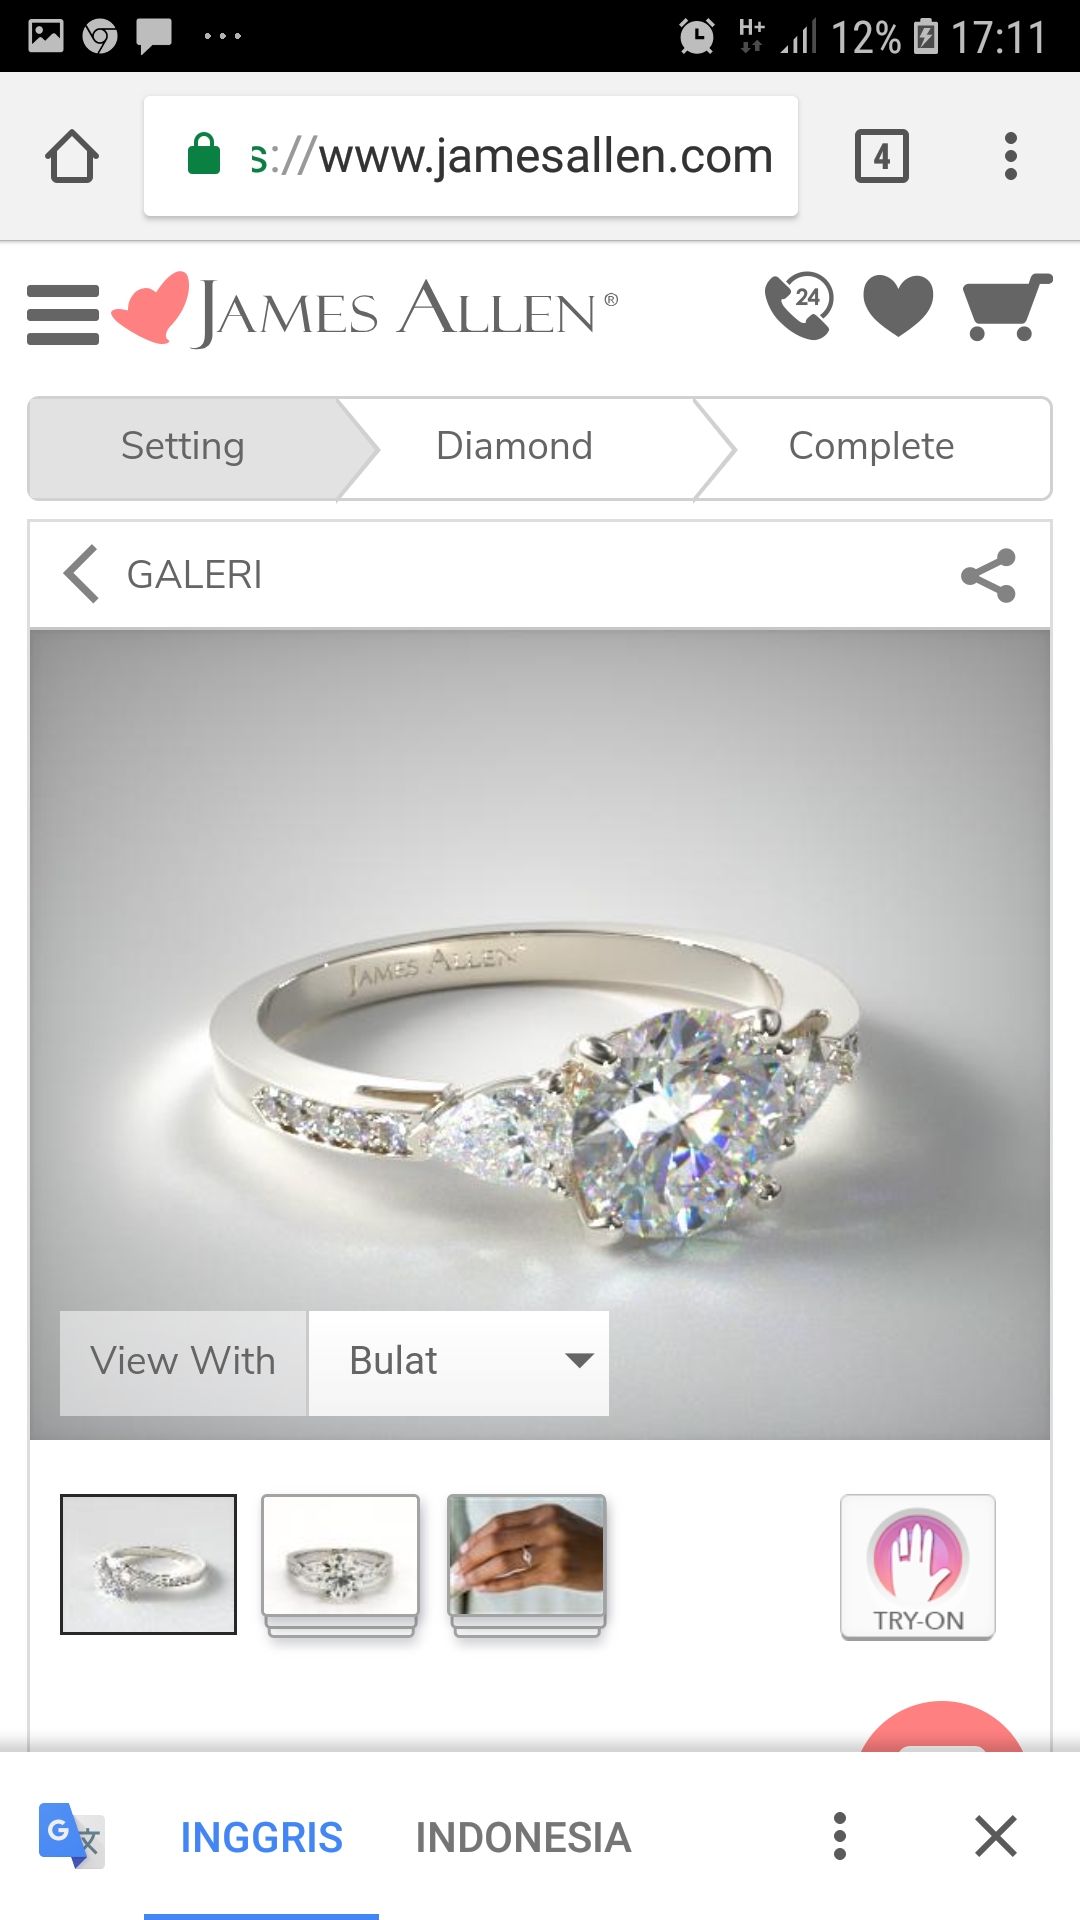 H+
12%
17:11
s://www.jamesallen.com
4
JAMES ALLEN®
24
Setting
Diamond
Complete
GALERI
JAMES ALLEN™
View With
Bulat
TRY-ON
G
文
INGGRIS
INDONESIA